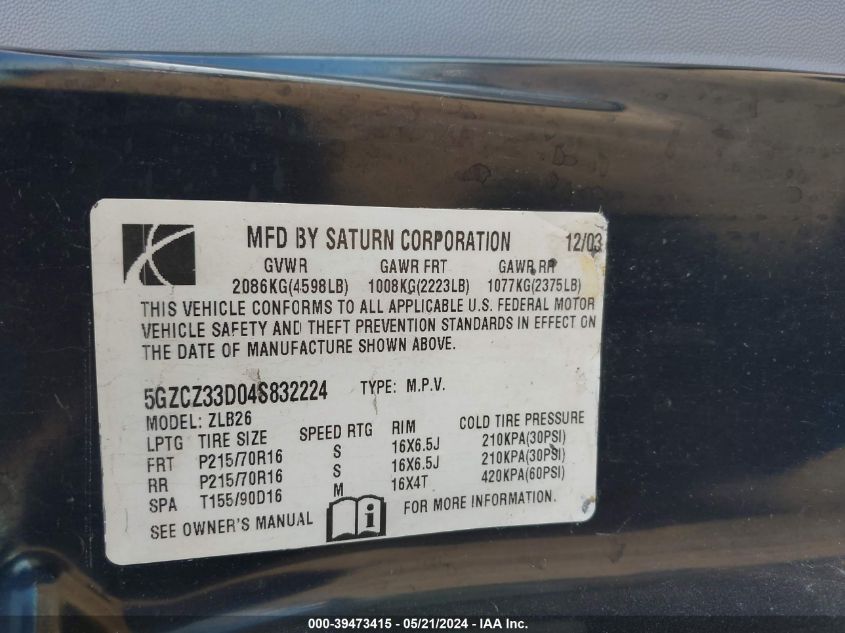 MFD BY SATURN CORPORATION 12/03
GVWR GAWR FRT GAWR RR
2086KG(4598LB) 1008KG(2223LB) 1077KG(2375LB)
THIS VEHICLE CONFORMS TO ALL APPLICABLE U.S. FEDERAL MOTOR
VEHICLE SAFETY AND THEFT PREVENTION STANDARDS IN EFFECT ON
THE DATE OF MANUFACTURE SHOWN ABOVE.
5GZCZ33D04S832224 TYPE: M.P.V.
MODEL: ZLB26
LPTG TIRE SIZE SPEED RTG RIM COLD TIRE PRESSURE
FRT P215/70R16 S 16X6.5J 210KPA(30PSI)
RR P215/70R16 S 16X6.5J 210KPA(30PSI)
SPA T155/90D16 M 16X4T 420KPA(60PSI)
SEE OWNER'S MANUAL i FOR MORE INFORMATION.
000-39473415 - 05/21/2024 - IAA Inc.